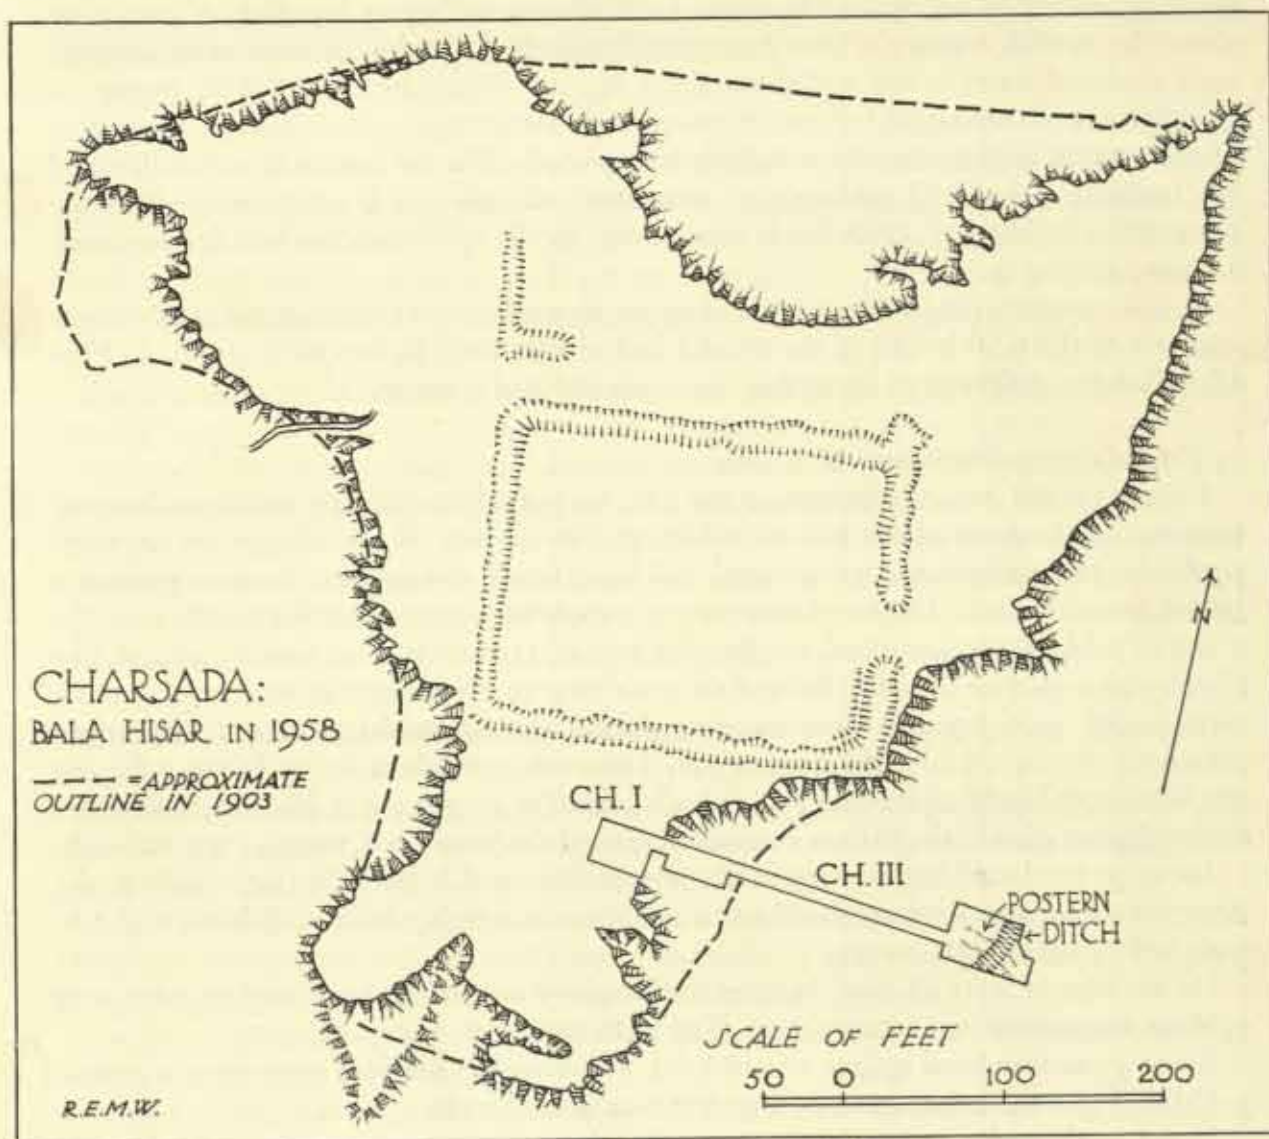 CHARSADA:
BALA HISAR IN 1958
=APPROXIMATE
OUTLINE IN 1903
CH. I
CH. III
POSTERN
DITCH
N
SCALE OF FEET
50 0 100 200
R.E.M.W.